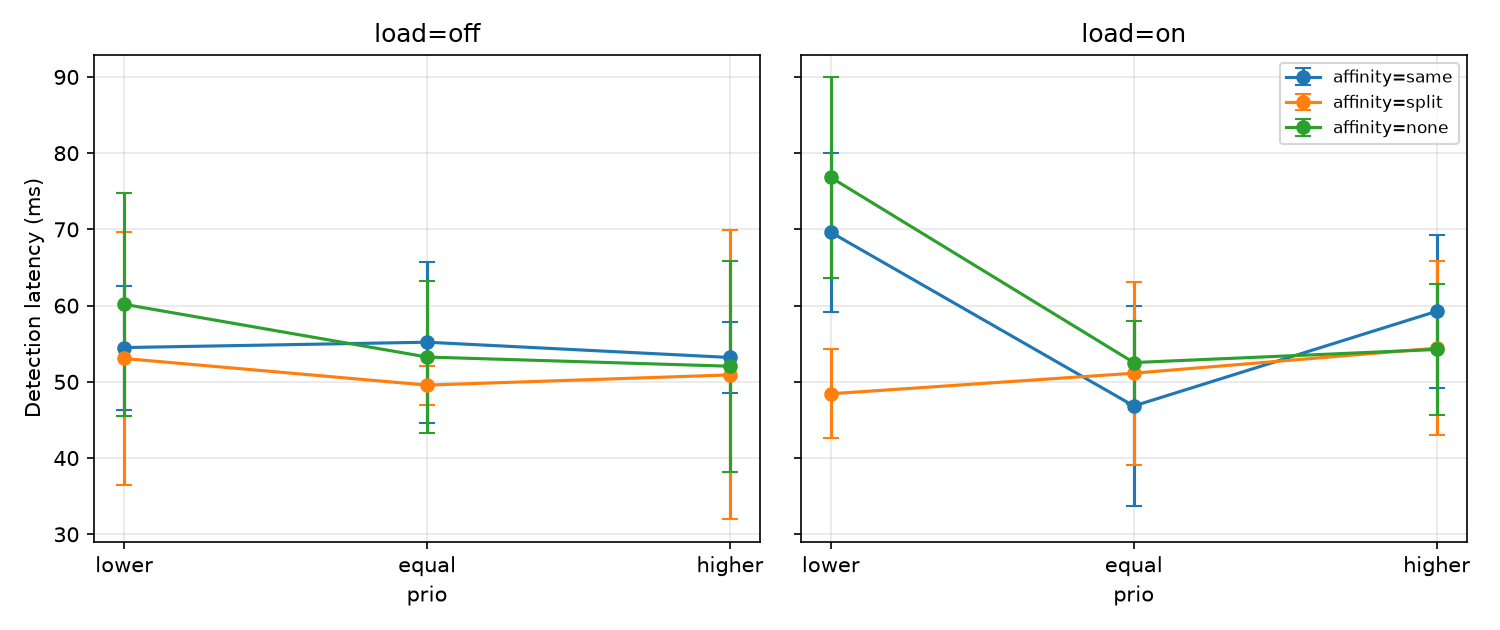 load=off
load=on
Detection latency (ms)
90
80
70
60
50
40
30
lower
equal
higher
prio
affinity=same
affinity=split
affinity=none
lower
equal
higher
prio